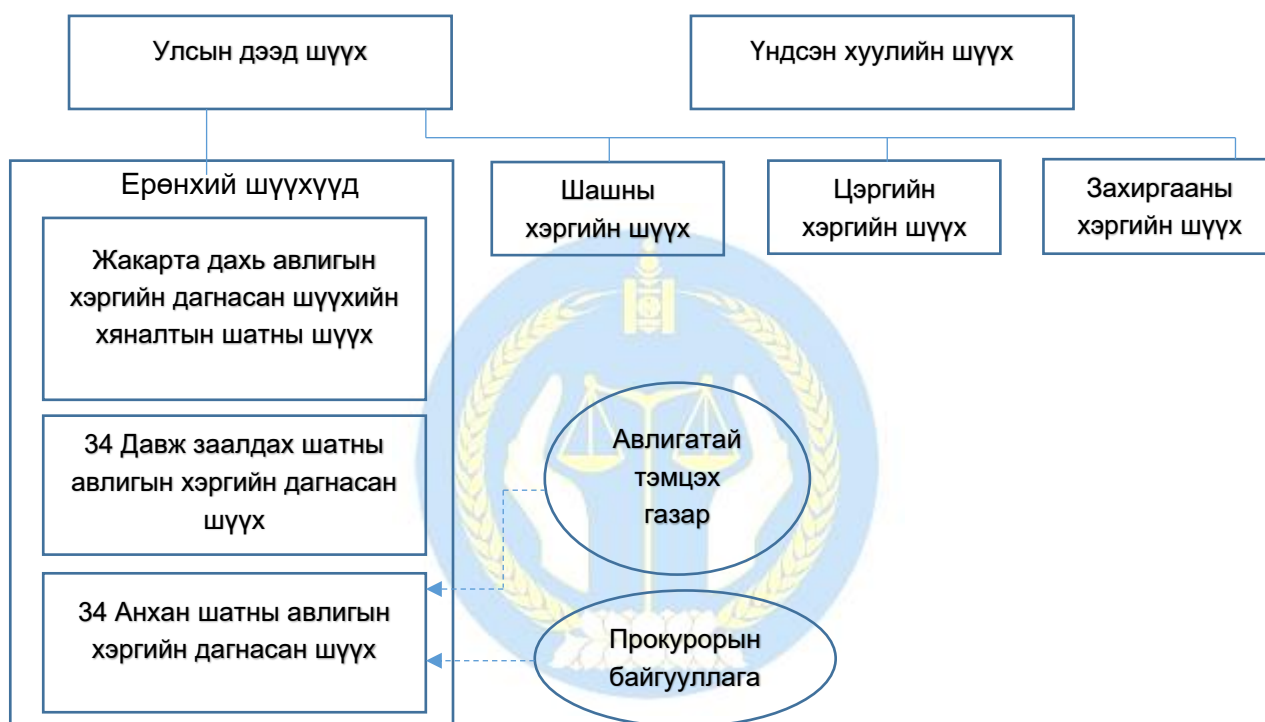 Улсын дээд шүүх
Үндсэн хуулийн шүүх
Ерөнхий шүүхүүд
Шашны
хэргийн шүүх
Цэргийн
хэргийн шүүх
Захиргааны
хэргийн шүүх
Жакарта дахь авлигын
хэргийн дагнасан шүүхийн
хяналтын шатны шүүх
34 Давж заалдах шатны
авлигын хэргийн дагнасан
шүүх
34 Анхан шатны авлигын
хэргийн дагнасан шүүх
Авлигатай
тэмцэх
газар
Прокурорын
байгууллага